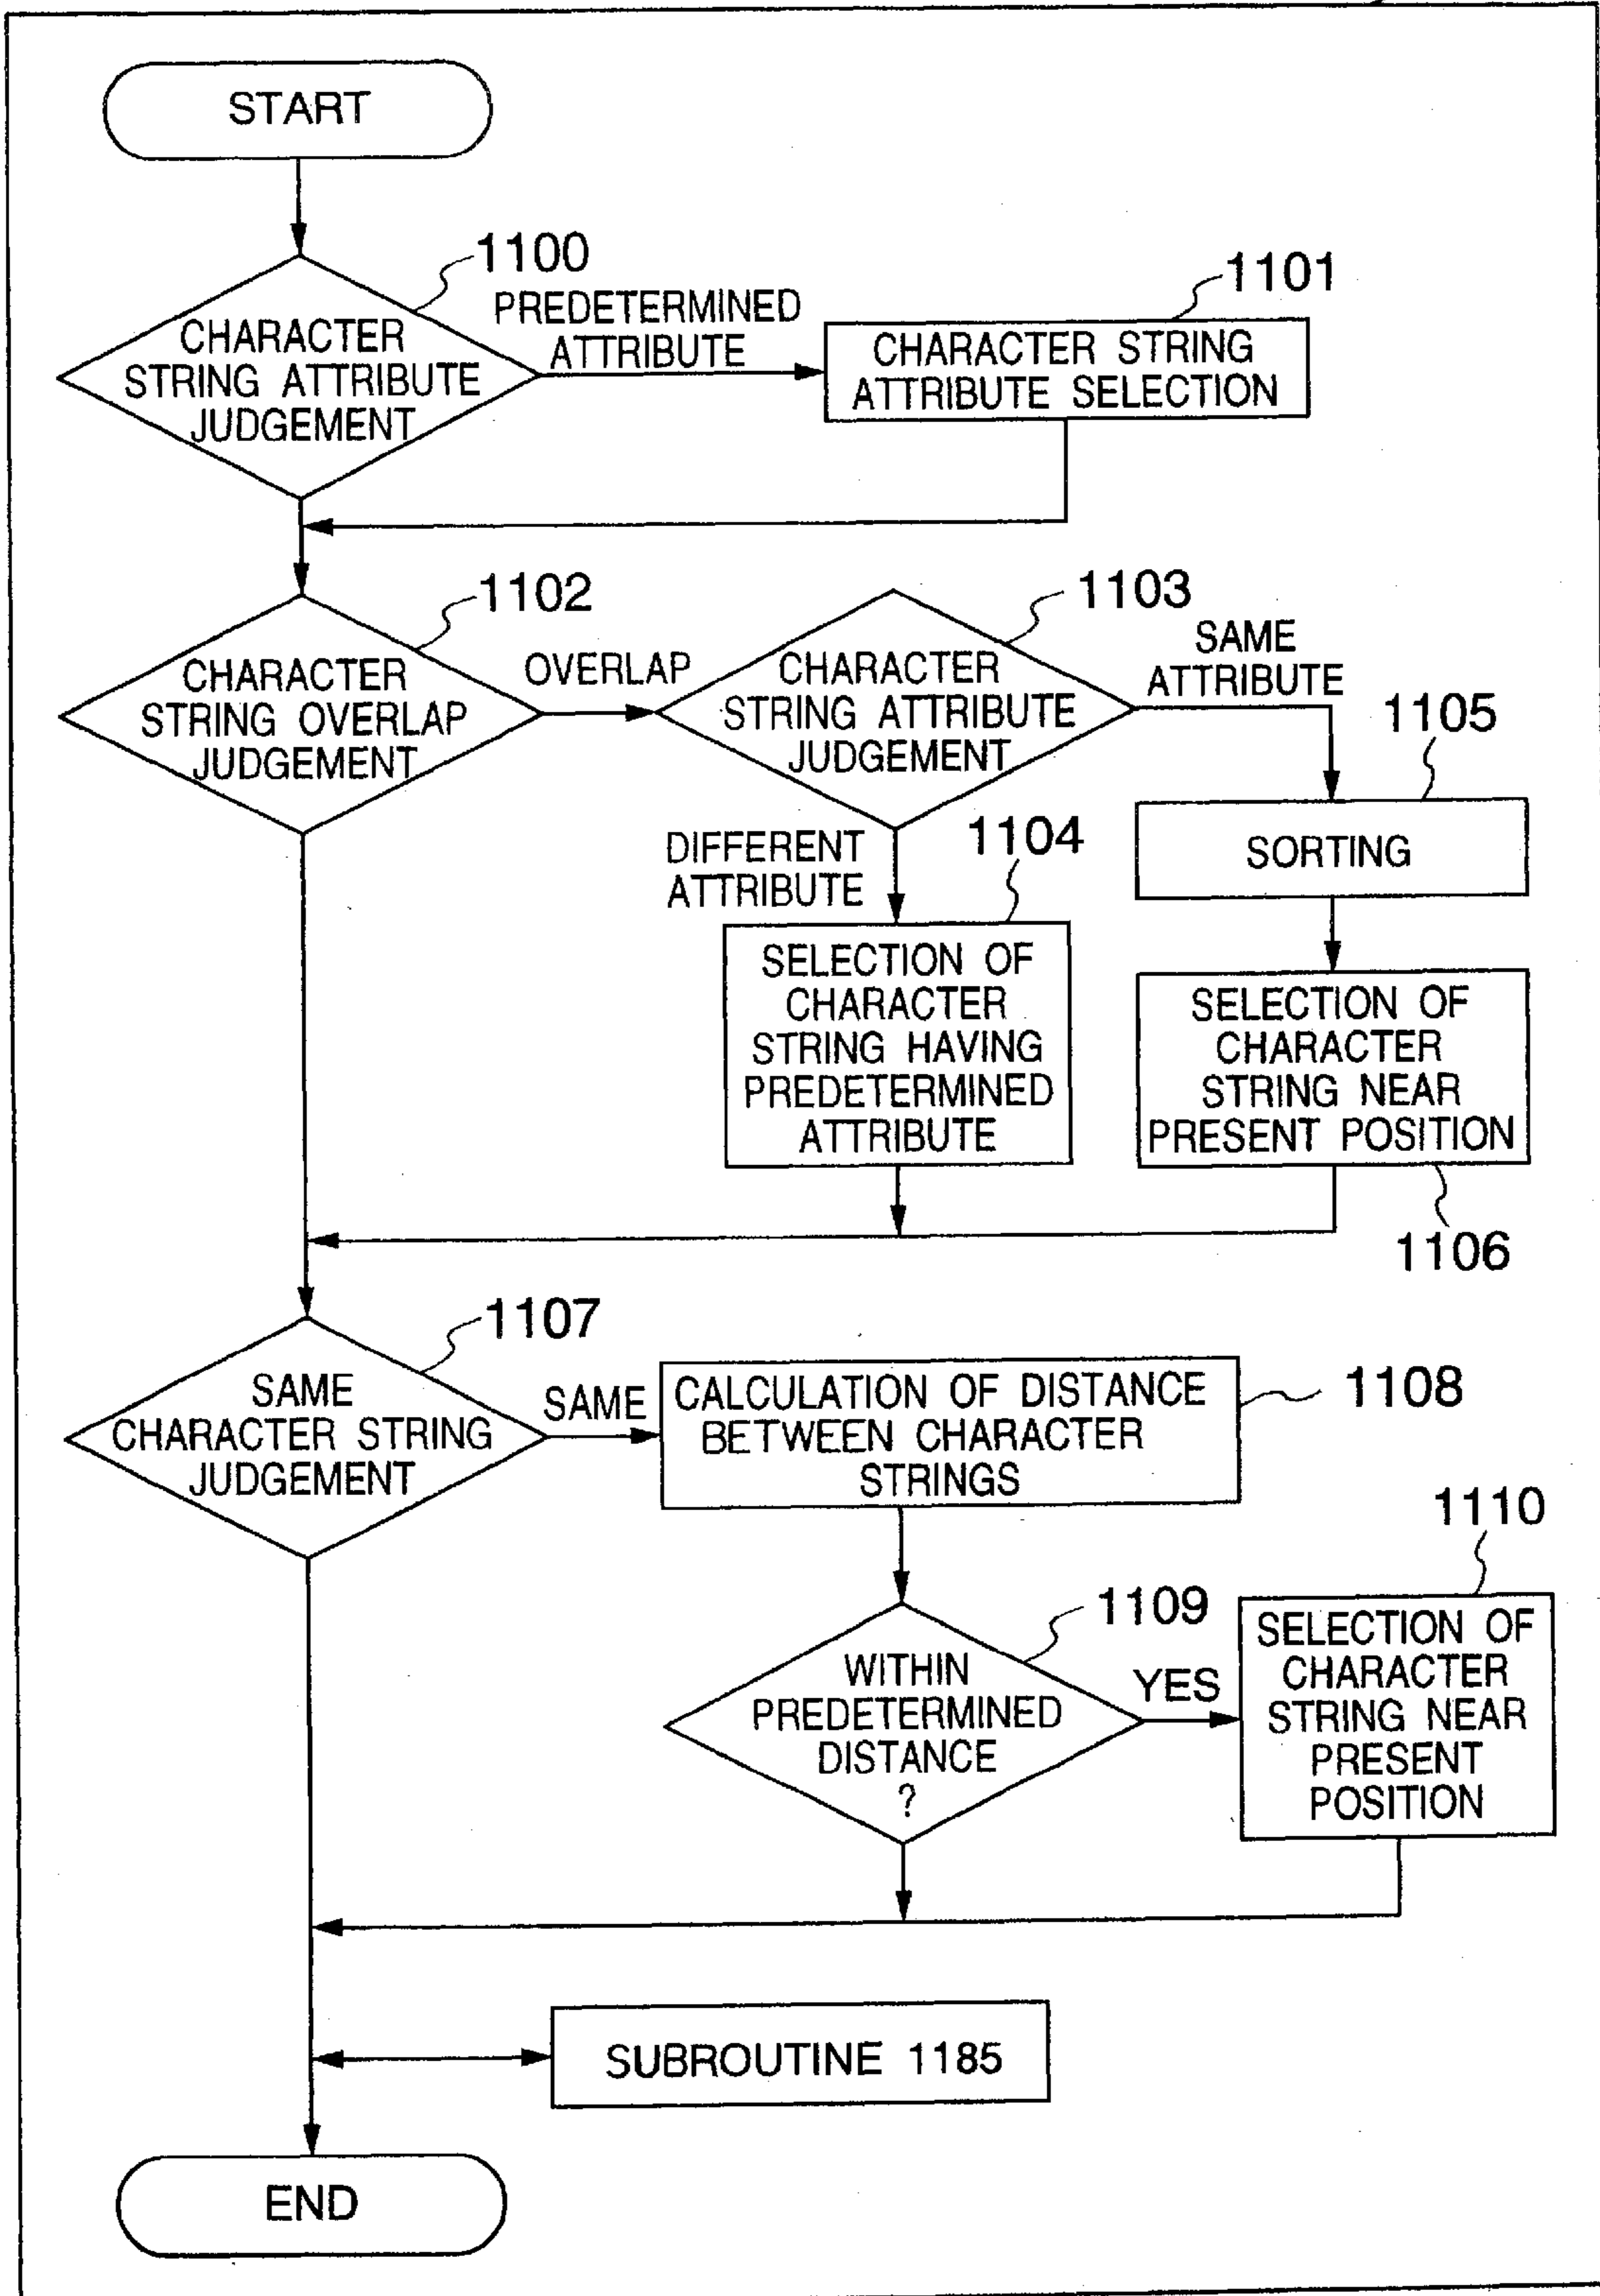 START
1100
PREDETERMINED
ATTRIBUTE
CHARACTER
STRING ATTRIBUTE
JUDGEMENT
1101
CHARACTER STRING
ATTRIBUTE SELECTION
1102
CHARACTER
STRING OVERLAP
JUDGEMENT
OVERLAP
1103
CHARACTER
STRING ATTRIBUTE
JUDGEMENT
SAME
ATTRIBUTE
1105
SORTING
DIFFERENT
ATTRIBUTE
1104
SELECTION OF
CHARACTER
STRING HAVING
PREDETERMINED
ATTRIBUTE
SELECTION OF
CHARACTER
STRING NEAR
PRESENT POSITION
1106
1107
SAME
CHARACTER STRING
JUDGEMENT
SAME
CALCULATION OF DISTANCE
BETWEEN CHARACTER
STRINGS
1108
1109
WITHIN
PREDETERMINED
DISTANCE
?
YES
1110
SELECTION OF
CHARACTER
STRING NEAR
PRESENT
POSITION
SUBROUTINE 1185
END